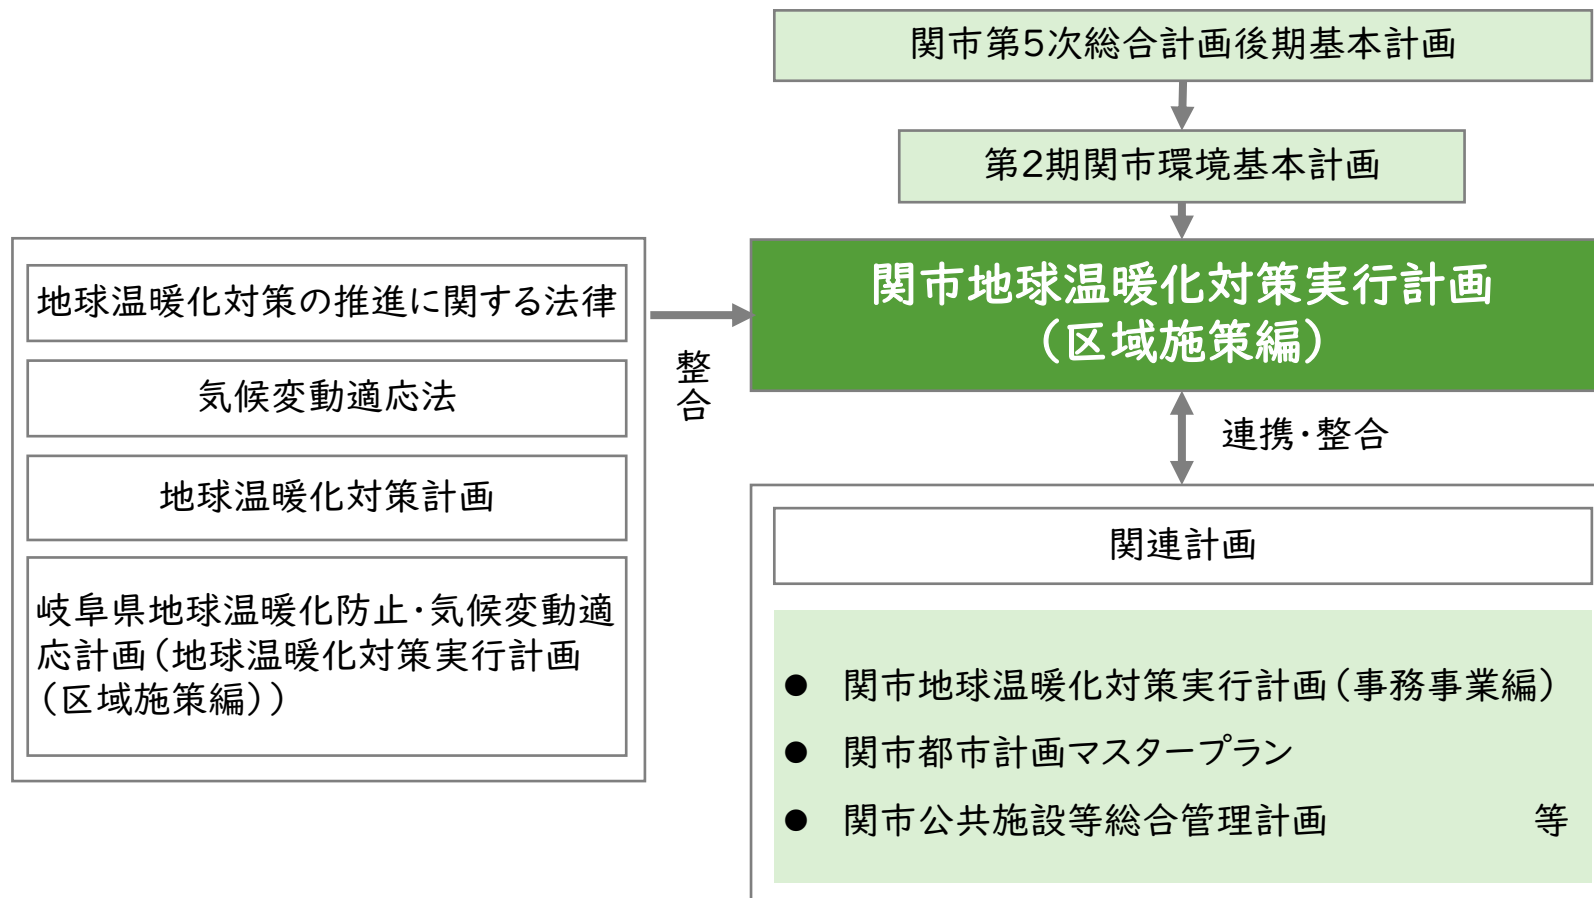 関市第5次総合計画後期基本計画
第2期関市環境基本計画
関市地球温暖化対策実行計画
（区域施策編）
地球温暖化対策の推進に関する法律
気候変動適応法
地球温暖化対策計画
岐阜県地球温暖化防止・気候変動適
応計画（地球温暖化対策実行計画
（区域施策編））
整合
連携・整合
関連計画
● 関市地球温暖化対策実行計画（事務事業編）
● 関市都市計画マスタープラン
● 関市公共施設等総合管理計画 等